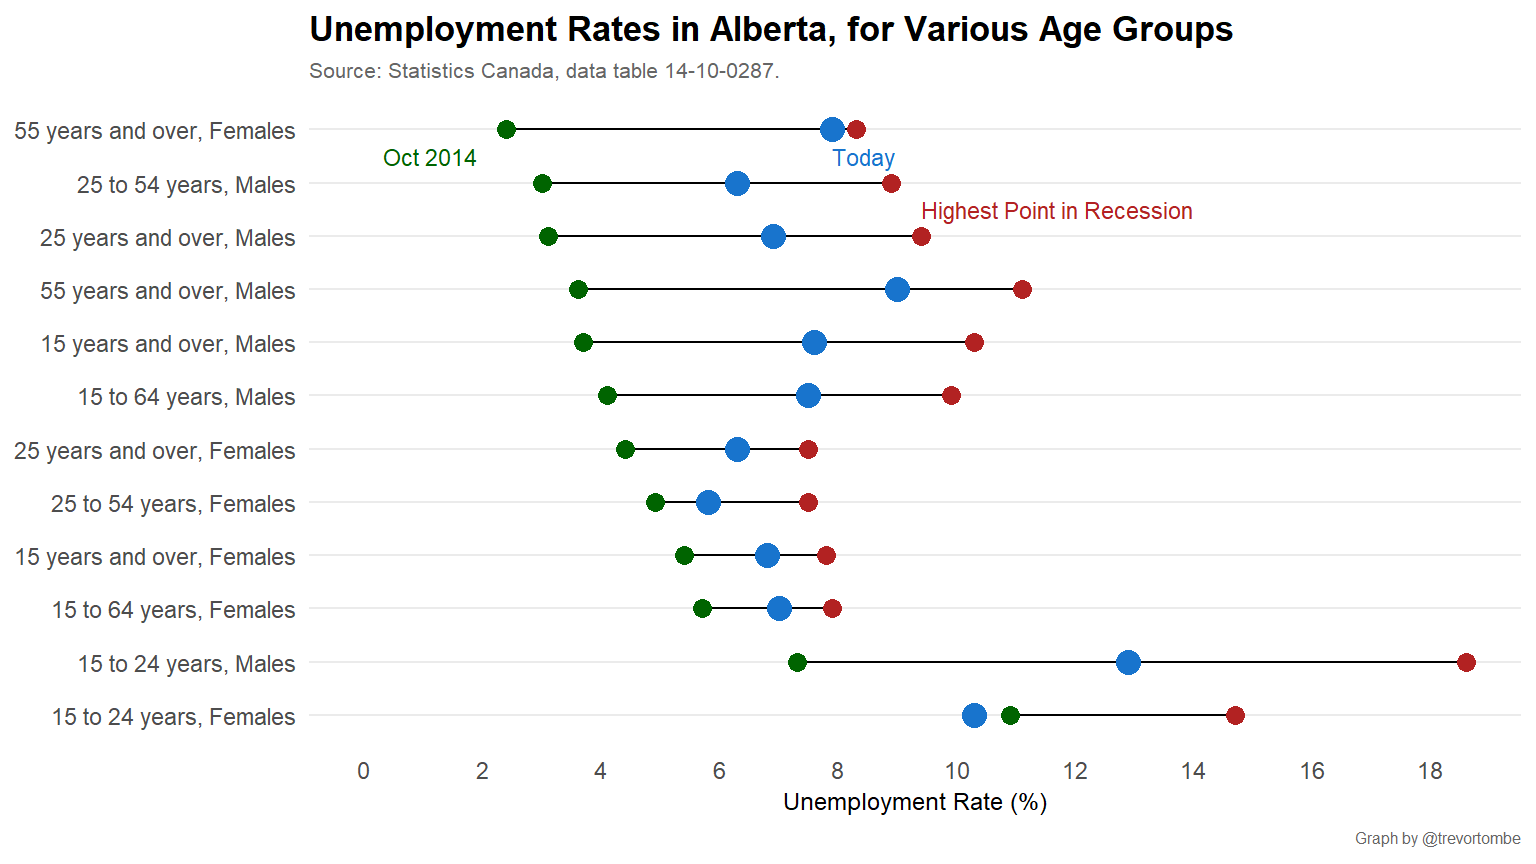 Unemployment Rates in Alberta, for Various Age Groups
Source: Statistics Canada, data table 14-10-0287.
55 years and over, Females
Oct 2014
Today
25 to 54 years, Males
Highest Point in Recession
25 years and over, Males
55 years and over, Males
15 years and over, Males
15 to 64 years, Males
25 years and over, Females
25 to 54 years, Females
15 years and over, Females
15 to 64 years, Females
15 to 24 years, Males
15 to 24 years, Females
0 2 4 6 8 10 12 14 16 18
Unemployment Rate (%)
Graph by @trevortombe